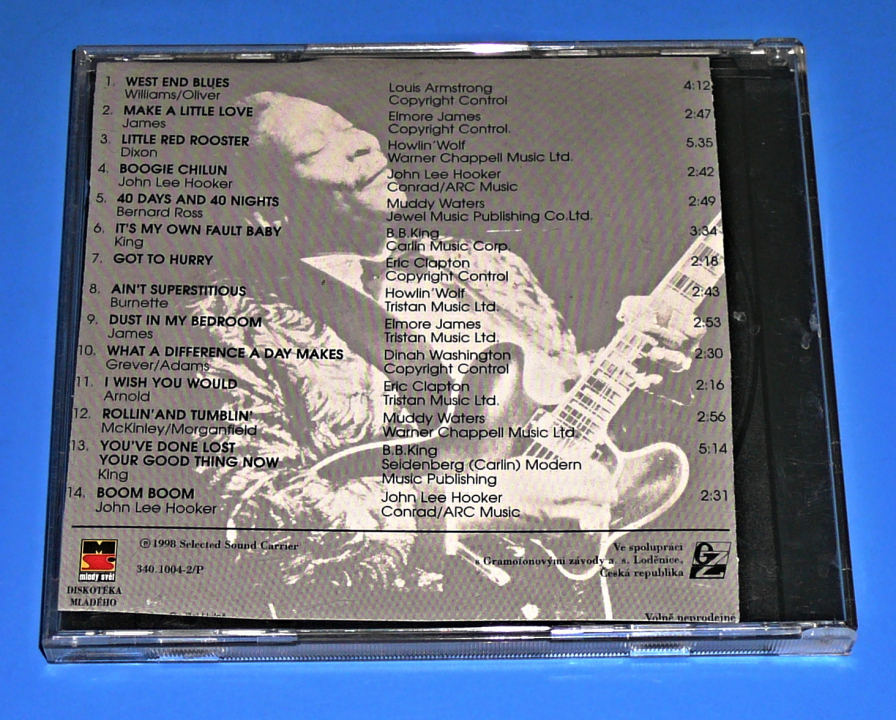 1. WEST END BLUES Louis Armstrong 4:12
Williams/Oliver Copyright Control
2. MAKE A LITTLE LOVE Elmore James 2:47
James Copyright Control.
3. LITTLE RED ROOSTER Howlin'Wolf 5.35
Dixon Warner Chappell Music Ltd.
4. BOOGIE CHILUN John Lee Hooker 2:42
John Lee Hooker Conrad/ARC Music
5. 40 DAYS AND 40 NIGHTS Muddy Waters 2:49
Bernard Ross Jewel Music Publishing Co.Ltd.
6. IT'S MY OWN FAULT BABY B.B.King 3:34
King Carlin Music Corp.
7. GOT TO HURRY Eric Clapton 2:18
Copyright Control
8. AIN'T SUPERSTITIOUS Howlin'Wolf 2:43
Burnette Tristan Music Ltd.
9. DUST IN MY BEDROOM Elmore James 2:53
James Tristan Music Ltd.
10. WHAT A DIFFERENCE A DAY MAKES Dinah Washington 2:30
Grever/Adams Copyright Control
11. I WISH YOU WOULD Eric Clapton 2:16
Arnold Tristan Music Ltd.
12. ROLLIN'AND TUMBLIN' Muddy Waters 2:56
McKinley/Morganfield Warner Chappell Music Ltd.
13. YOU'VE DONE LOST B.B.King 5:14
YOUR GOOD THING NOW Seidenberg (Carlin) Modern
King Music Publishing
14. BOOM BOOM John Lee Hooker 2:31
John Lee Hooker Conrad/ARC Music
MS
mladý svět
DISKOTÉKA
MLADÉHO
℗ 1998 Selected Sound Carrier
340.1004-2/P
Ve spolupráci
s Gramofonovými závody a. s. Loděnice,
Česká republika
GZ
Volně neprodejné